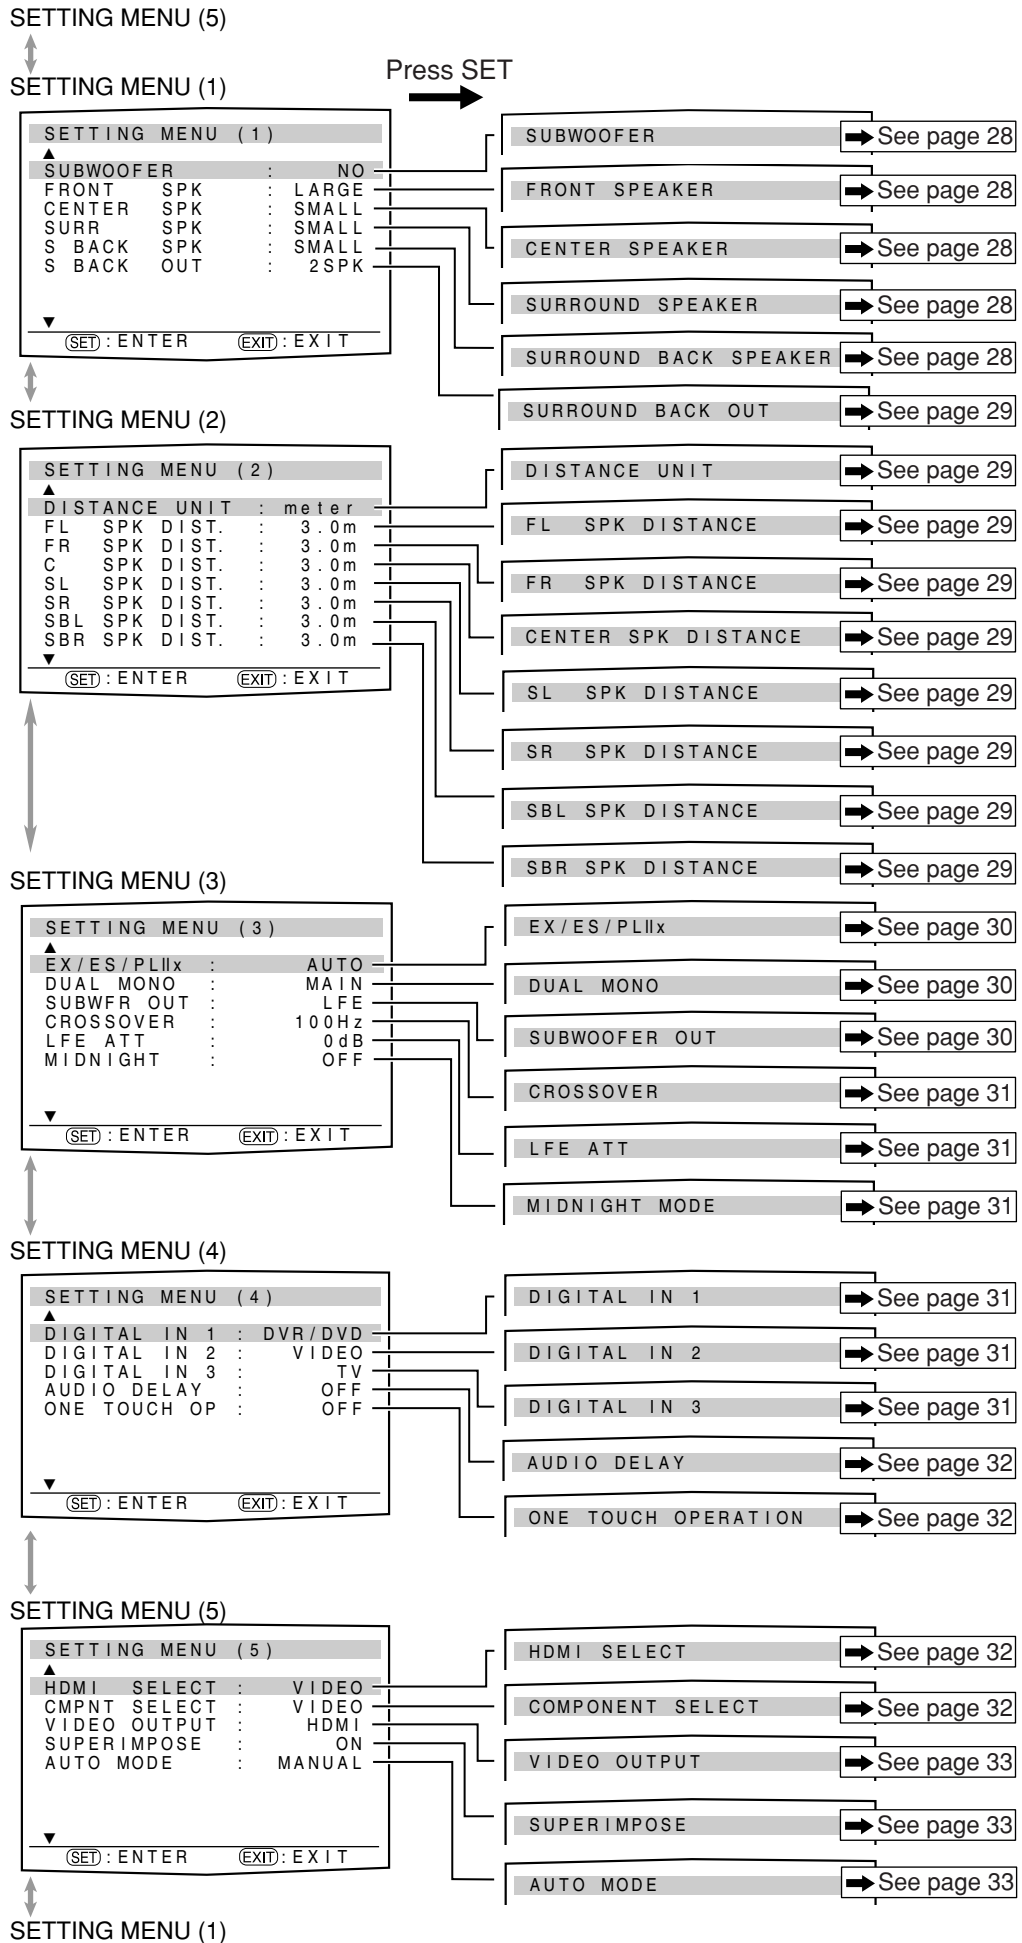 SETTING MENU (5)
SETTING MENU (1)
Press SET
SETTING MENU (1)
▲
SUBWOOFER : NO
FRONT SPK : LARGE
CENTER SPK : SMALL
SURR SPK : SMALL
S BACK SPK : SMALL
S BACK OUT : 2SPK
▼
SET : ENTER EXIT : EXIT
SUBWOOFER See page 28
FRONT SPEAKER See page 28
CENTER SPEAKER See page 28
SURROUND SPEAKER See page 28
SURROUND BACK SPEAKER See page 28
SURROUND BACK OUT See page 29
SETTING MENU (2)
SETTING MENU (2)
▲
DISTANCE UNIT : meter
FL SPK DIST. : 3.0m
FR SPK DIST. : 3.0m
C SPK DIST. : 3.0m
SL SPK DIST. : 3.0m
SR SPK DIST. : 3.0m
SBL SPK DIST. : 3.0m
SBR SPK DIST. : 3.0m
▼
SET : ENTER EXIT : EXIT
DISTANCE UNIT See page 29
FL SPK DISTANCE See page 29
FR SPK DISTANCE See page 29
CENTER SPK DISTANCE See page 29
SL SPK DISTANCE See page 29
SR SPK DISTANCE See page 29
SBL SPK DISTANCE See page 29
SBR SPK DISTANCE See page 29
SETTING MENU (3)
SETTING MENU (3)
▲
EX/ES/PLIIx : AUTO
DUAL MONO : MAIN
SUBWFR OUT : LFE
CROSSOVER : 100Hz
LFE ATT : 0dB
MIDNIGHT : OFF
▼
SET : ENTER EXIT : EXIT
EX/ES/PLIIx See page 30
DUAL MONO See page 30
SUBWOOFER OUT See page 30
CROSSOVER See page 31
LFE ATT See page 31
MIDNIGHT MODE See page 31
SETTING MENU (4)
SETTING MENU (4)
▲
DIGITAL IN 1 : DVR/DVD
DIGITAL IN 2 : VIDEO
DIGITAL IN 3 : TV
AUDIO DELAY : OFF
ONE TOUCH OP : OFF
▼
SET : ENTER EXIT : EXIT
DIGITAL IN 1 See page 31
DIGITAL IN 2 See page 31
DIGITAL IN 3 See page 31
AUDIO DELAY See page 32
ONE TOUCH OPERATION See page 32
SETTING MENU (5)
SETTING MENU (5)
▲
HDMI SELECT : VIDEO
CMPNT SELECT : VIDEO
VIDEO OUTPUT : HDMI
SUPERIMPOSE : ON
AUTO MODE : MANUAL
▼
SET : ENTER EXIT : EXIT
HDMI SELECT See page 32
COMPONENT SELECT See page 32
VIDEO OUTPUT See page 33
SUPERIMPOSE See page 33
AUTO MODE See page 33
SETTING MENU (1)